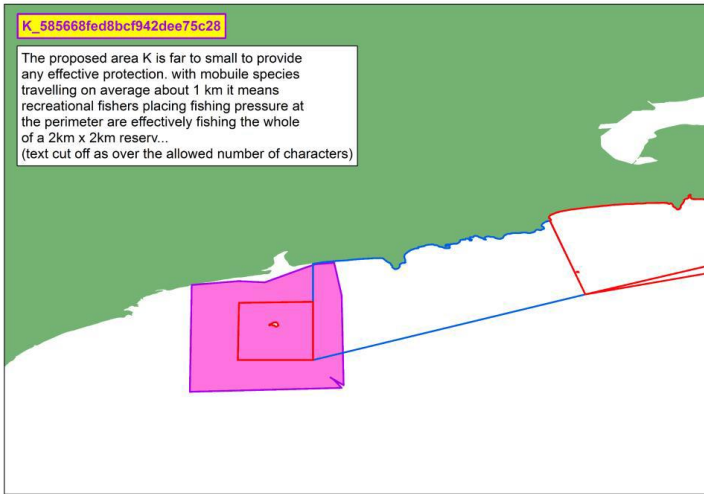 K_585668fed8bcf942dee75c28
The proposed area K is far to small to provide
any effective protection. with mobuile species
travelling on average about 1 km it means
recreational fishers placing fishing pressure at
the perimeter are effectively fishing the whole
of a 2km x 2km reserv...
(text cut off as over the allowed number of characters)